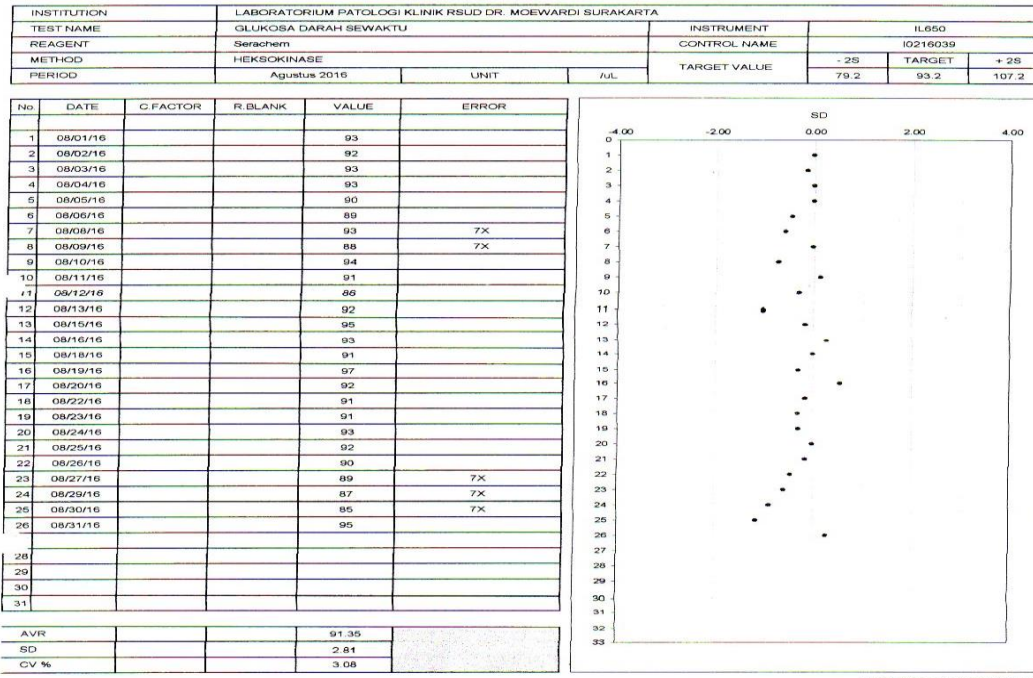 INSTITUTION LABORATORIUM PATOLOGI KLINIK RSUD DR. MOEWARDI SURAKARTA
TEST NAME GLUKOSA DARAH SEWAKTU INSTRUMENT IL650
REAGENT Serachem CONTROL NAME I0216039
METHOD HEKSOKINASE TARGET VALUE - 2S TARGET + 2S
PERIOD Agustus 2016 UNIT /uL 79.2 93.2 107.2
No. DATE C.FACTOR R.BLANK VALUE ERROR
1 08/01/16 93
2 08/02/16 92
3 08/03/16 93
4 08/04/16 93
5 08/05/16 90
6 08/06/16 89
7 08/08/16 93 7X
8 08/09/16 88 7X
9 08/10/16 94
10 08/11/16 91
11 08/12/16 86
12 08/13/16 92
13 08/15/16 95
14 08/16/16 93
15 08/18/16 91
16 08/19/16 97
17 08/20/16 92
18 08/22/16 91
19 08/23/16 91
20 08/24/16 93
21 08/25/16 92
22 08/26/16 90
23 08/27/16 89 7X
24 08/29/16 87 7X
25 08/30/16 85 7X
26 08/31/16 95
28
29
30
31
AVR 91.35
SD 2.81
CV % 3.08
SD
-4.00 -2.00 0.00 2.00 4.00
0
1
2
3
4
5
6
7
8
9
10
11
12
13
14
15
16
17
18
19
20
21
22
23
24
25
26
27
28
29
30
31
32
33